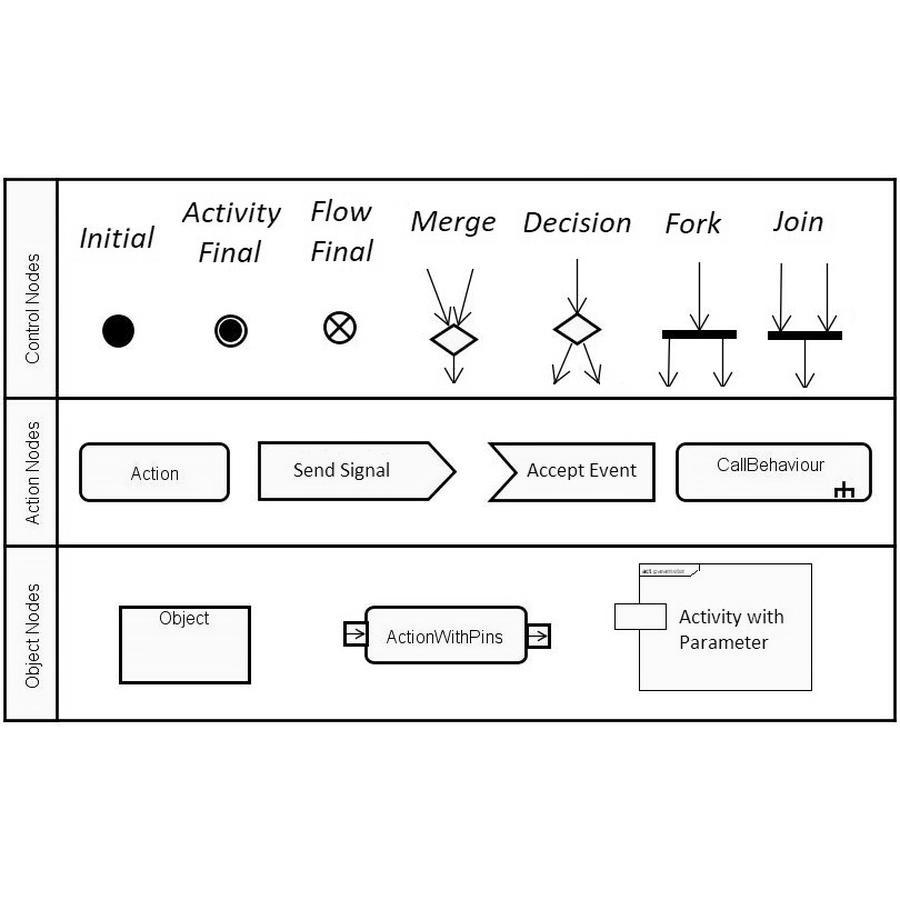 Control Nodes
Initial
Activity
Final
Flow
Final
Merge
Decision
Fork
Join
Action Nodes
Action
Send Signal
Accept Event
CallBehaviour
Object Nodes
Object
ActionWithPins
act parameter
Activity with
Parameter